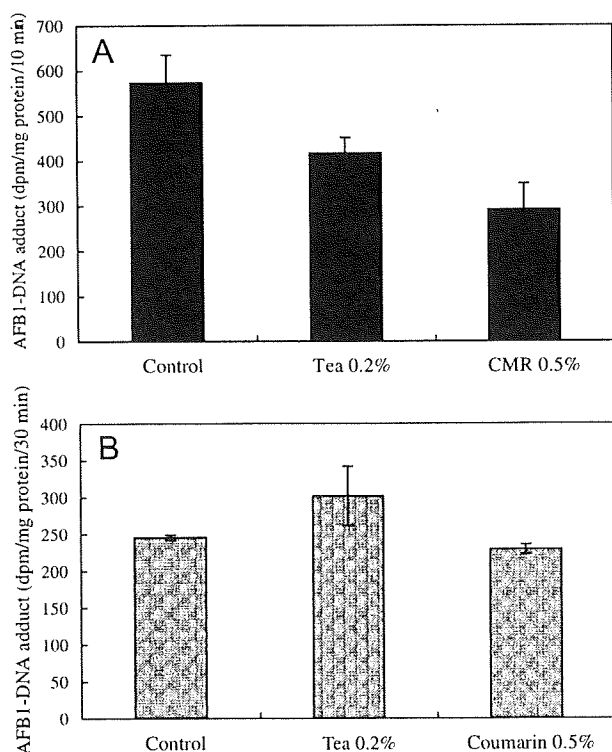 A
AFB1-DNA adduct (dpm/mg protein/10 min)
700
600
500
400
300
200
100
0
Control Tea 0.2% CMR 0.5%
B
AFB1-DNA adduct (dpm/mg protein/30 min)
400
350
300
250
200
150
100
50
0
Control Tea 0.2% Coumarin 0.5%